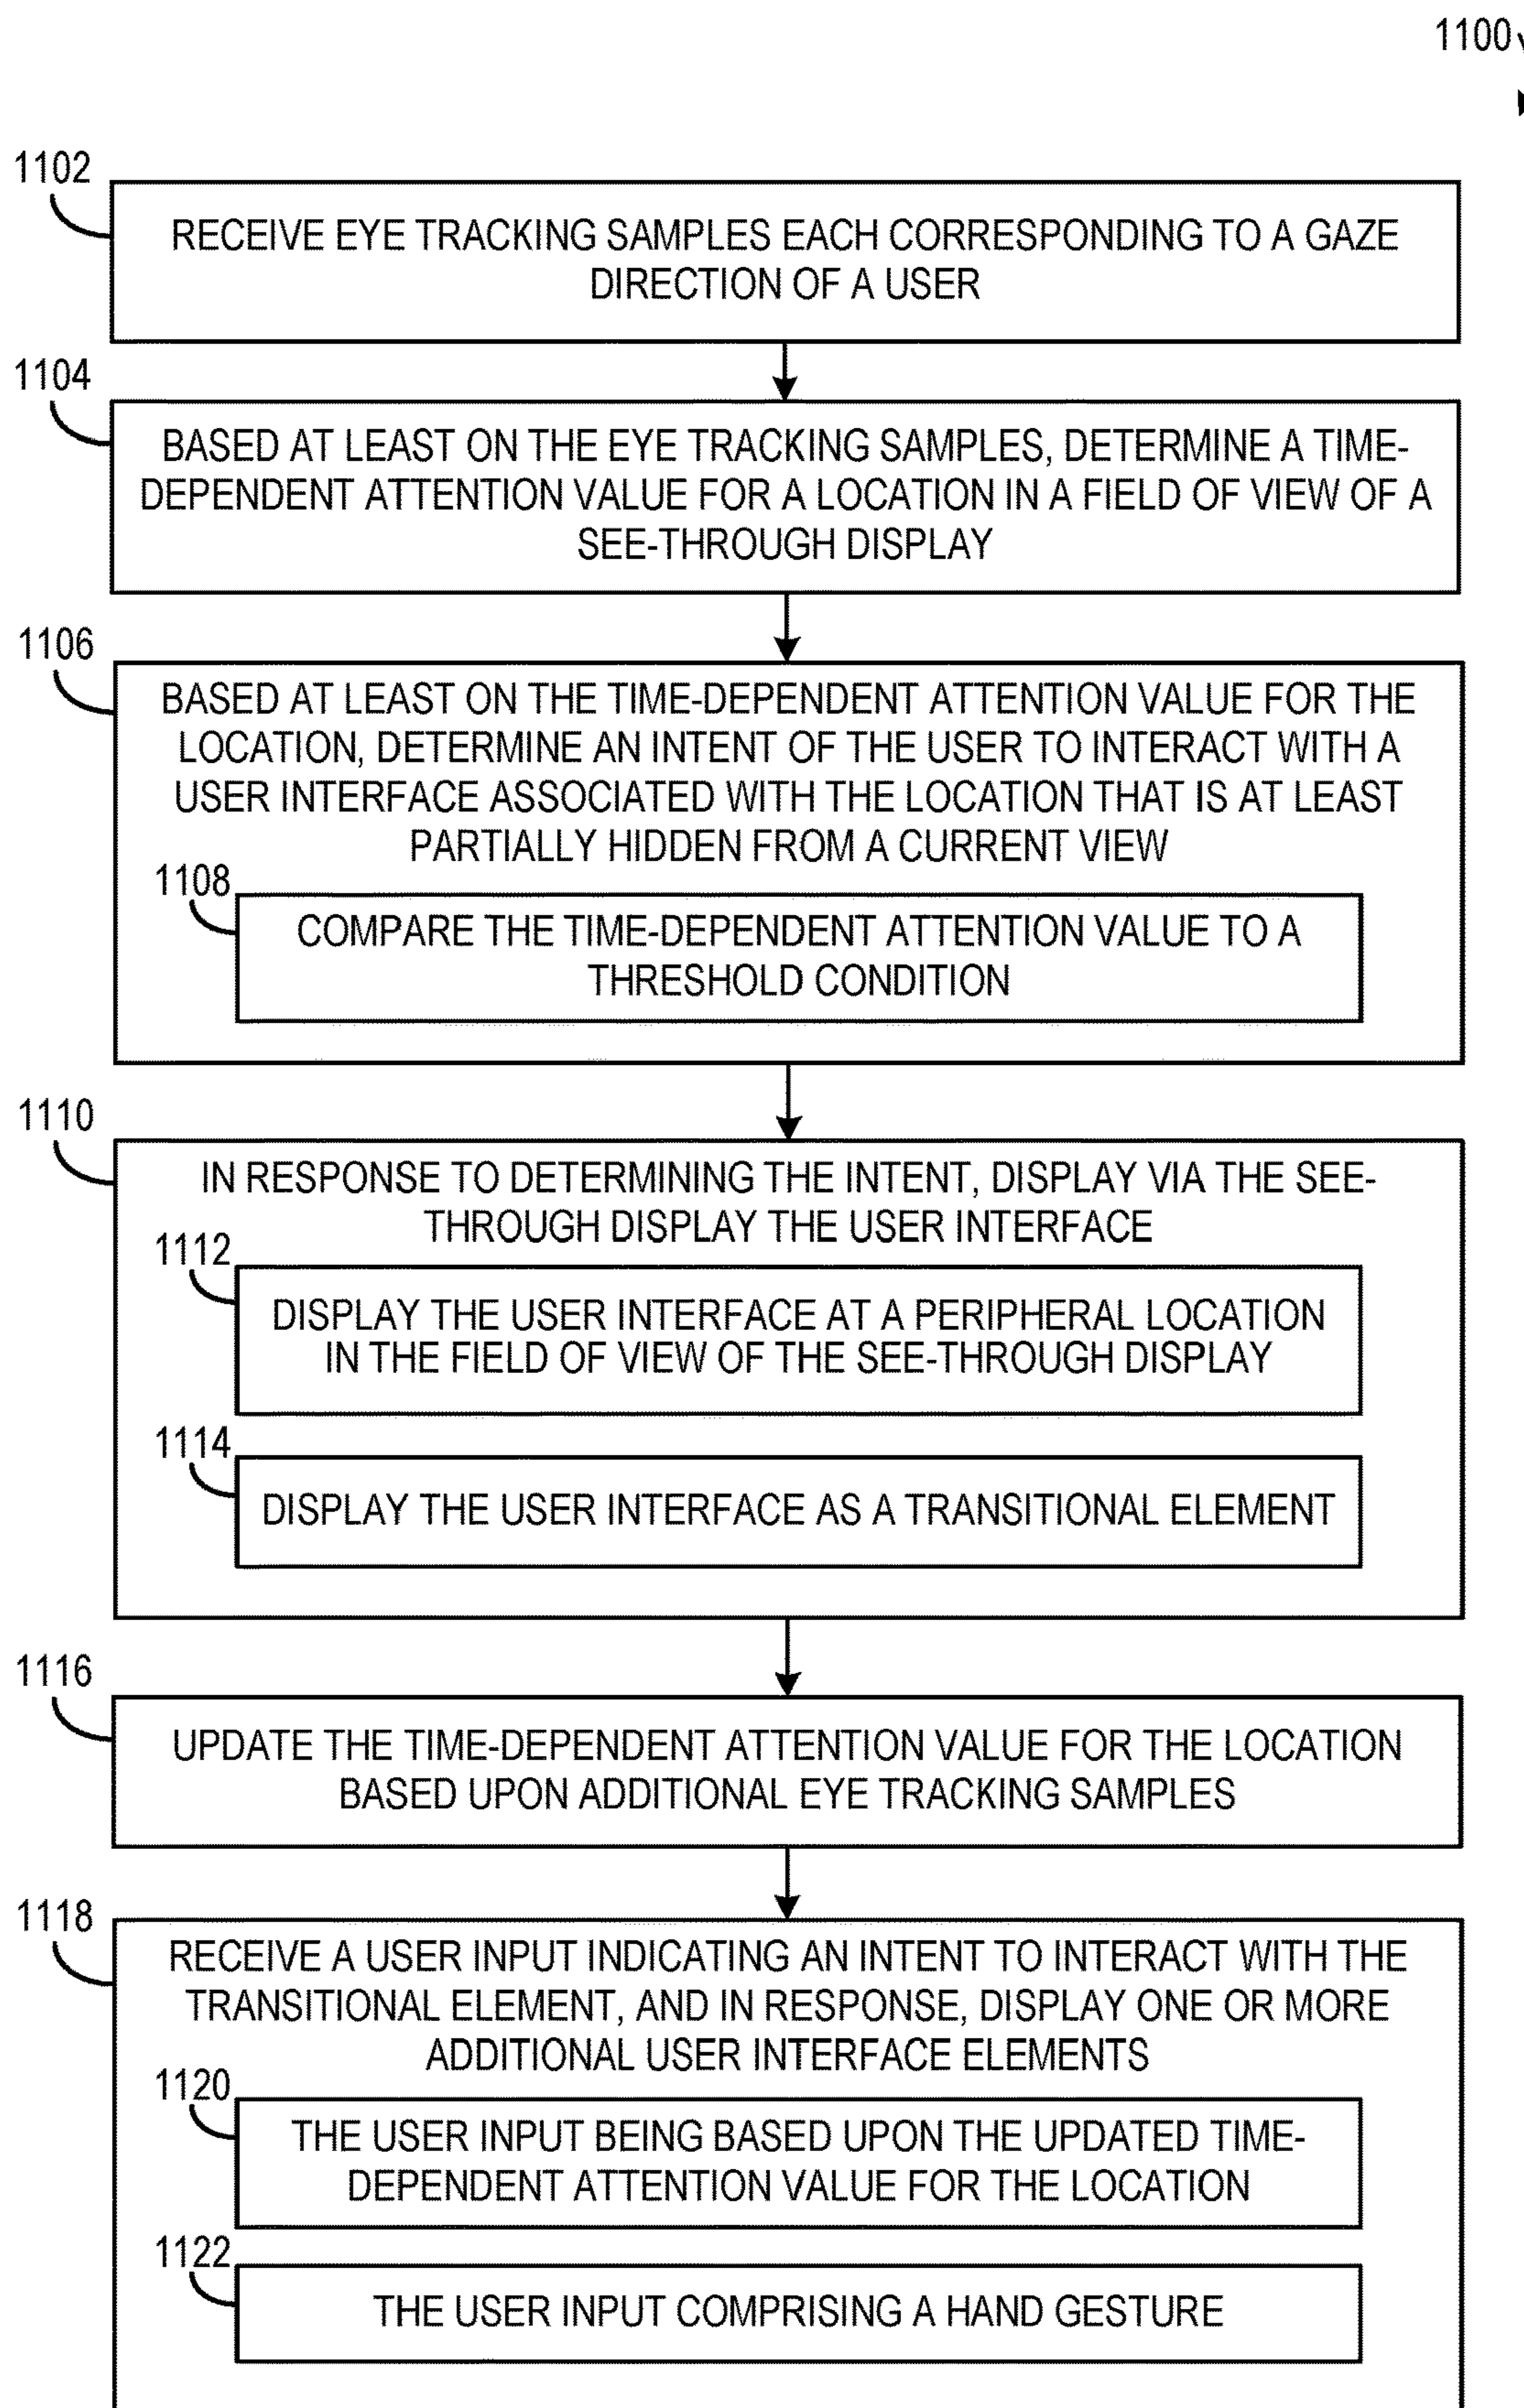 1100
1102
RECEIVE EYE TRACKING SAMPLES EACH CORRESPONDING TO A GAZE
DIRECTION OF A USER
1104
BASED AT LEAST ON THE EYE TRACKING SAMPLES, DETERMINE A TIME-
DEPENDENT ATTENTION VALUE FOR A LOCATION IN A FIELD OF VIEW OF A
SEE-THROUGH DISPLAY
1106
BASED AT LEAST ON THE TIME-DEPENDENT ATTENTION VALUE FOR THE
LOCATION, DETERMINE AN INTENT OF THE USER TO INTERACT WITH A
USER INTERFACE ASSOCIATED WITH THE LOCATION THAT IS AT LEAST
PARTIALLY HIDDEN FROM A CURRENT VIEW
1108
COMPARE THE TIME-DEPENDENT ATTENTION VALUE TO A
THRESHOLD CONDITION
1110
IN RESPONSE TO DETERMINING THE INTENT, DISPLAY VIA THE SEE-
THROUGH DISPLAY THE USER INTERFACE
1112
DISPLAY THE USER INTERFACE AT A PERIPHERAL LOCATION
IN THE FIELD OF VIEW OF THE SEE-THROUGH DISPLAY
1114
DISPLAY THE USER INTERFACE AS A TRANSITIONAL ELEMENT
1116
UPDATE THE TIME-DEPENDENT ATTENTION VALUE FOR THE LOCATION
BASED UPON ADDITIONAL EYE TRACKING SAMPLES
1118
RECEIVE A USER INPUT INDICATING AN INTENT TO INTERACT WITH THE
TRANSITIONAL ELEMENT, AND IN RESPONSE, DISPLAY ONE OR MORE
ADDITIONAL USER INTERFACE ELEMENTS
1120
THE USER INPUT BEING BASED UPON THE UPDATED TIME-
DEPENDENT ATTENTION VALUE FOR THE LOCATION
1122
THE USER INPUT COMPRISING A HAND GESTURE